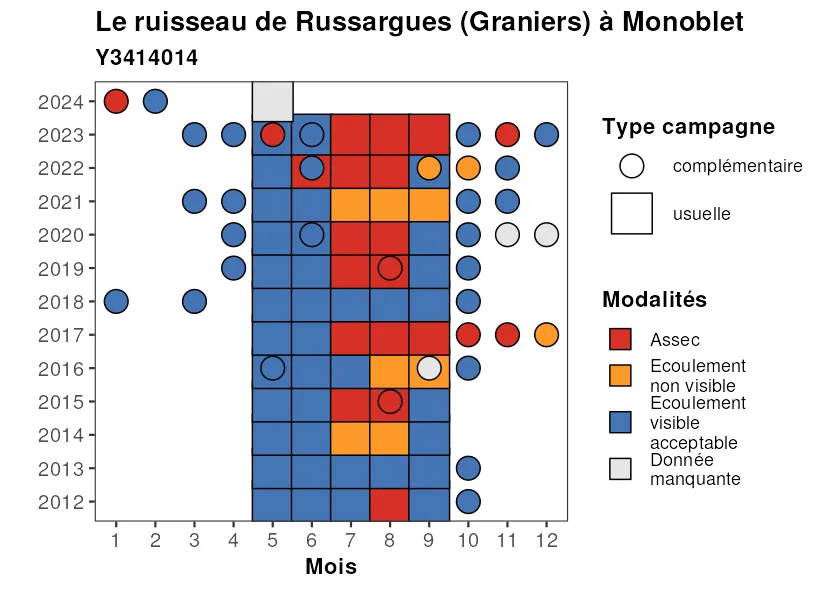 Le ruisseau de Russargues (Graniers) à Monoblet
Y3414014
2024
2023
2022
2021
2020
2019
2018
2017
2016
2015
2014
2013
2012
1 2 3 4 5 6 7 8 9 10 11 12
Mois
Type campagne
complémentaire
usuelle
Modalités
Assec
Ecoulement
non visible
Ecoulement
visible
acceptable
Donnée
manquante